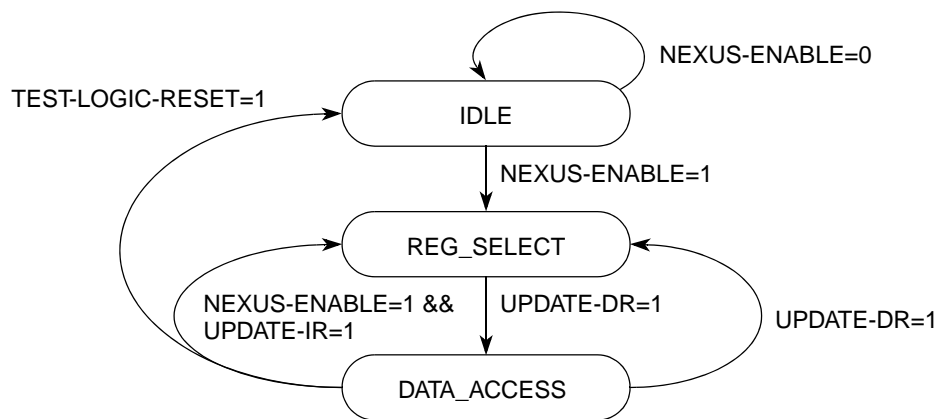 NEXUS-ENABLE=0
TEST-LOGIC-RESET=1
IDLE
NEXUS-ENABLE=1
REG_SELECT
NEXUS-ENABLE=1 &&
UPDATE-IR=1
UPDATE-DR=1
UPDATE-DR=1
DATA_ACCESS